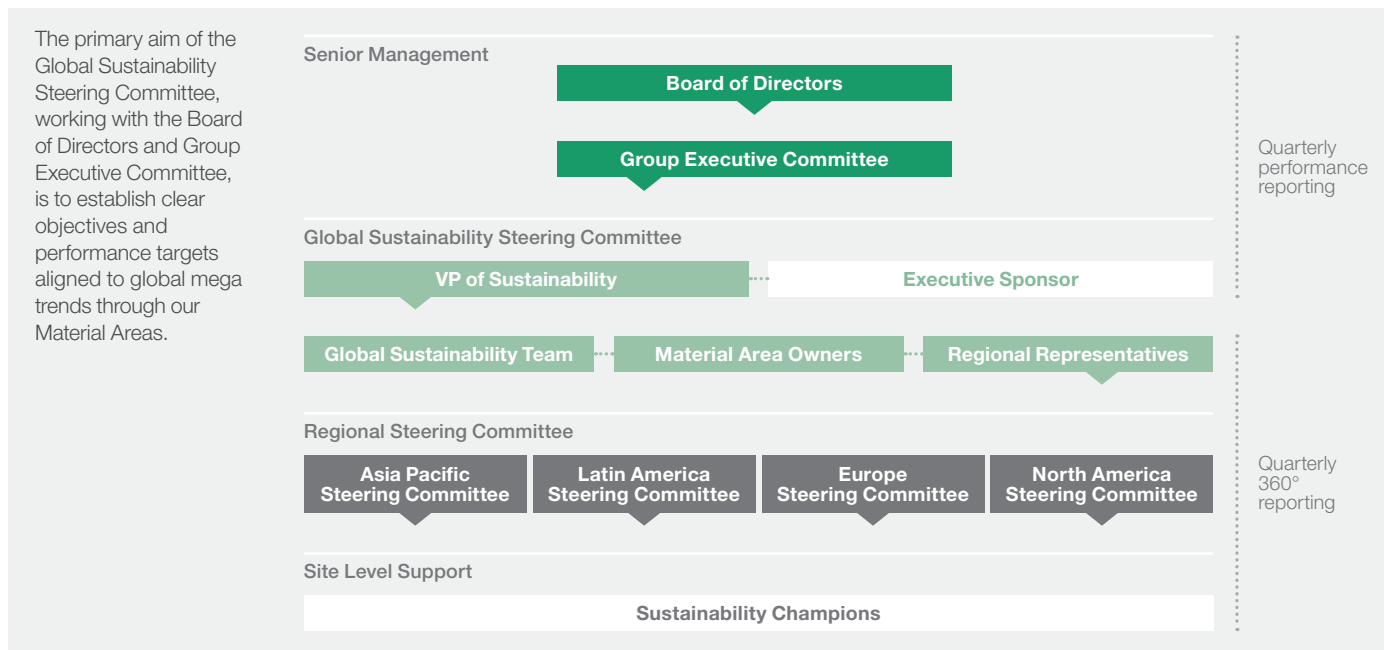 The primary aim of the
Global Sustainability
Steering Committee,
working with the Board
of Directors and Group
Executive Committee,
is to establish clear
objectives and
performance targets
aligned to global mega
trends through our
Material Areas.
Senior Management
Board of Directors
Group Executive Committee
Quarterly
performance
reporting
Global Sustainability Steering Committee
VP of Sustainability
Executive Sponsor
Global Sustainability Team
Material Area Owners
Regional Representatives
Regional Steering Committee
Asia Pacific
Steering Committee
Latin America
Steering Committee
Europe
Steering Committee
North America
Steering Committee
Quarterly
360°
reporting
Site Level Support
Sustainability Champions